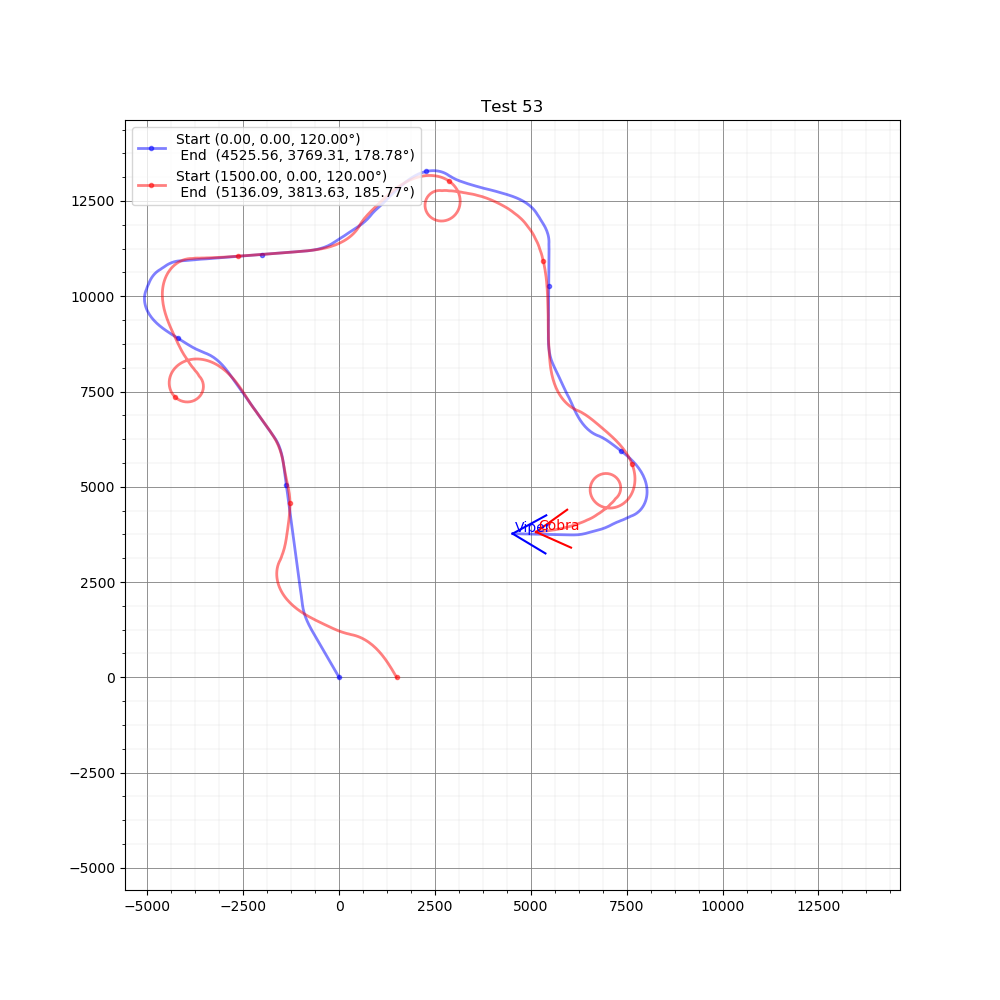 Test 53
Start (0.00, 0.00, 120.00°)
End (4525.56, 3769.31, 178.78°)
Start (1500.00, 0.00, 120.00°)
End (5136.09, 3813.63, 185.77°)
12500
10000
7500
5000
2500
0
−2500
−5000
Viper
Cobra
−5000 −2500 0 2500 5000 7500 10000 12500